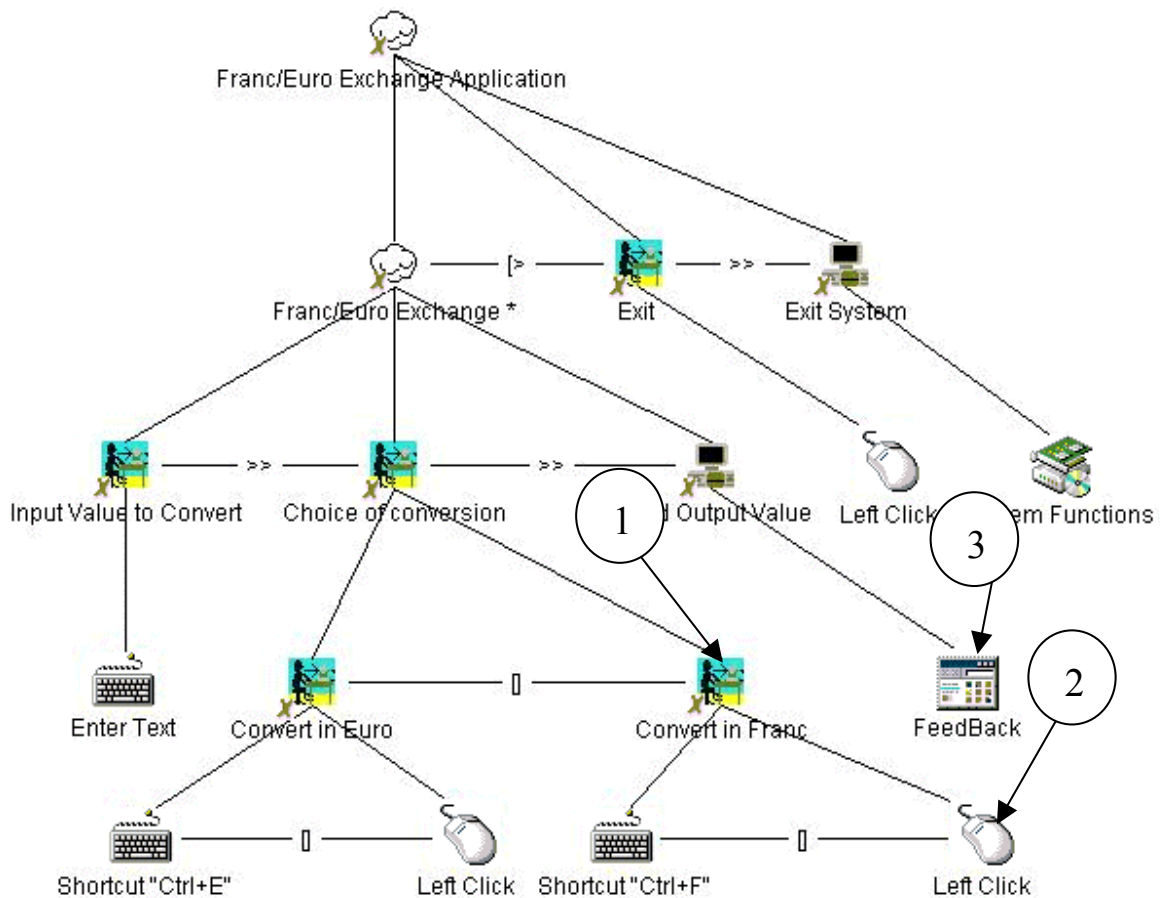 Franc/Euro Exchange Application
[>
>>
Franc/Euro Exchange *
Exit
Exit System
>>
>>
Input Value to Convert
Choice of conversion
1
d Output Value
Left Click
em Functions
3
[]
2
Enter Text
Convert in Euro
Convert in Franc
FeedBack
[]
[]
Shortcut "Ctrl+E"
Left Click
Shortcut "Ctrl+F"
Left Click